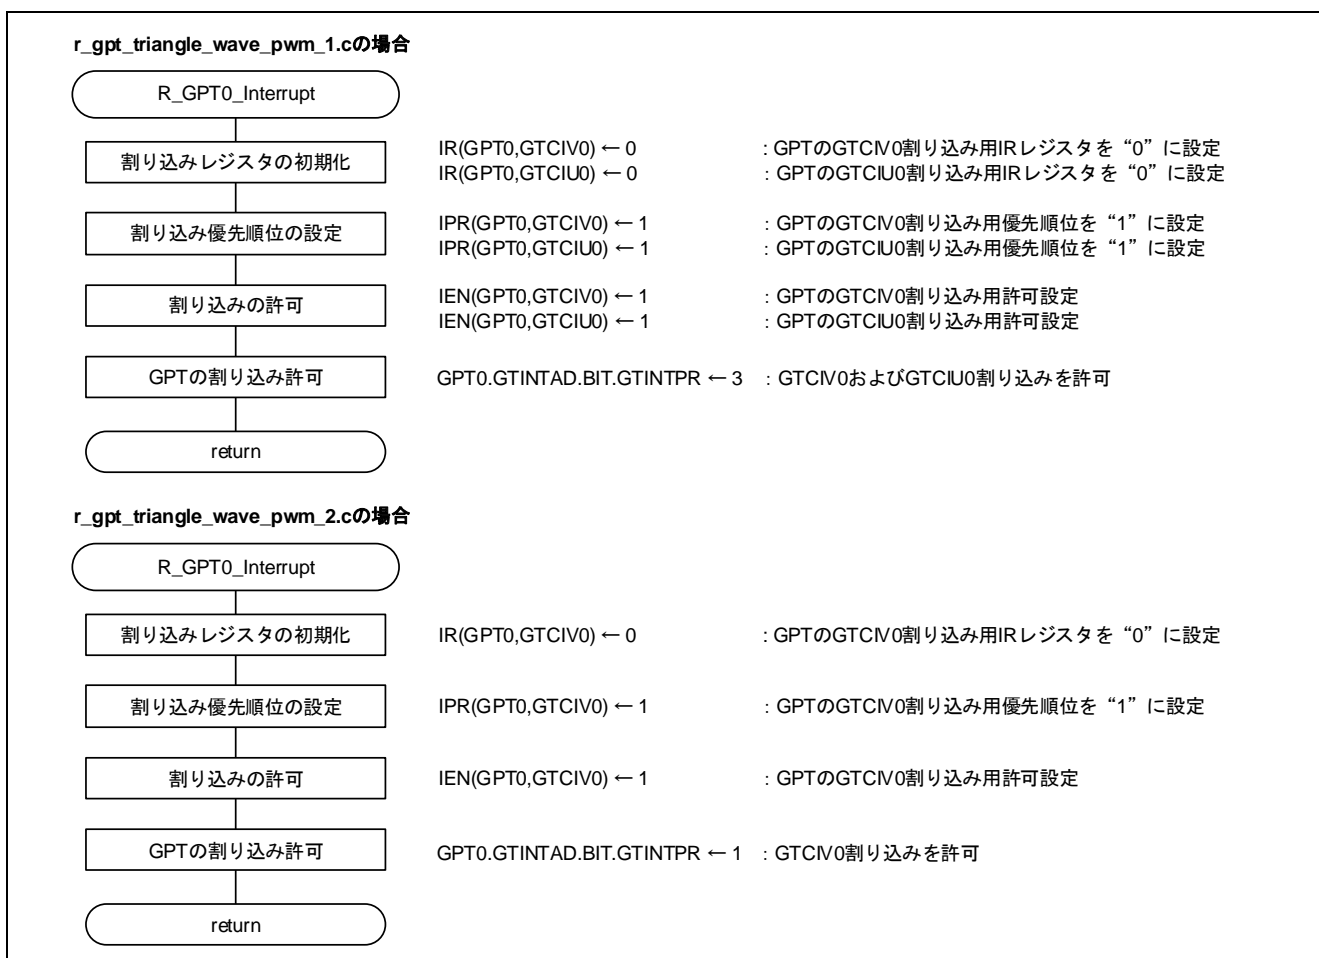 r_gpt_triangle_wave_pwm_1.cの場合
R_GPT0_Interrupt
割り込みレジスタの初期化
IR(GPT0,GTCIV0) ← 0 : GPTのGTCIV0割り込み用IRレジスタを“0”に設定
IR(GPT0,GTCIU0) ← 0 : GPTのGTCIU0割り込み用IRレジスタを“0”に設定
割り込み優先順位の設定
IPR(GPT0,GTCIV0) ← 1 : GPTのGTCIV0割り込み用優先順位を“1”に設定
IPR(GPT0,GTCIU0) ← 1 : GPTのGTCIU0割り込み用優先順位を“1”に設定
割り込みの許可
IEN(GPT0,GTCIV0) ← 1 : GPTのGTCIV0割り込み用許可設定
IEN(GPT0,GTCIU0) ← 1 : GPTのGTCIU0割り込み用許可設定
GPTの割り込み許可 GPT0.GTINTAD.BIT.GTINTPR ← 3 : GTCIV0およびGTCIU0割り込みを許可
return
r_gpt_triangle_wave_pwm_2.cの場合
R_GPT0_Interrupt
割り込みレジスタの初期化 IR(GPT0,GTCIV0) ← 0 : GPTのGTCIV0割り込み用IRレジスタを“0”に設定
割り込み優先順位の設定 IPR(GPT0,GTCIV0) ← 1 : GPTのGTCIV0割り込み用優先順位を“1”に設定
割り込みの許可 IEN(GPT0,GTCIV0) ← 1 : GPTのGTCIV0割り込み用許可設定
GPTの割り込み許可 GPT0.GTINTAD.BIT.GTINTPR ← 1 : GTCIV0割り込みを許可
return